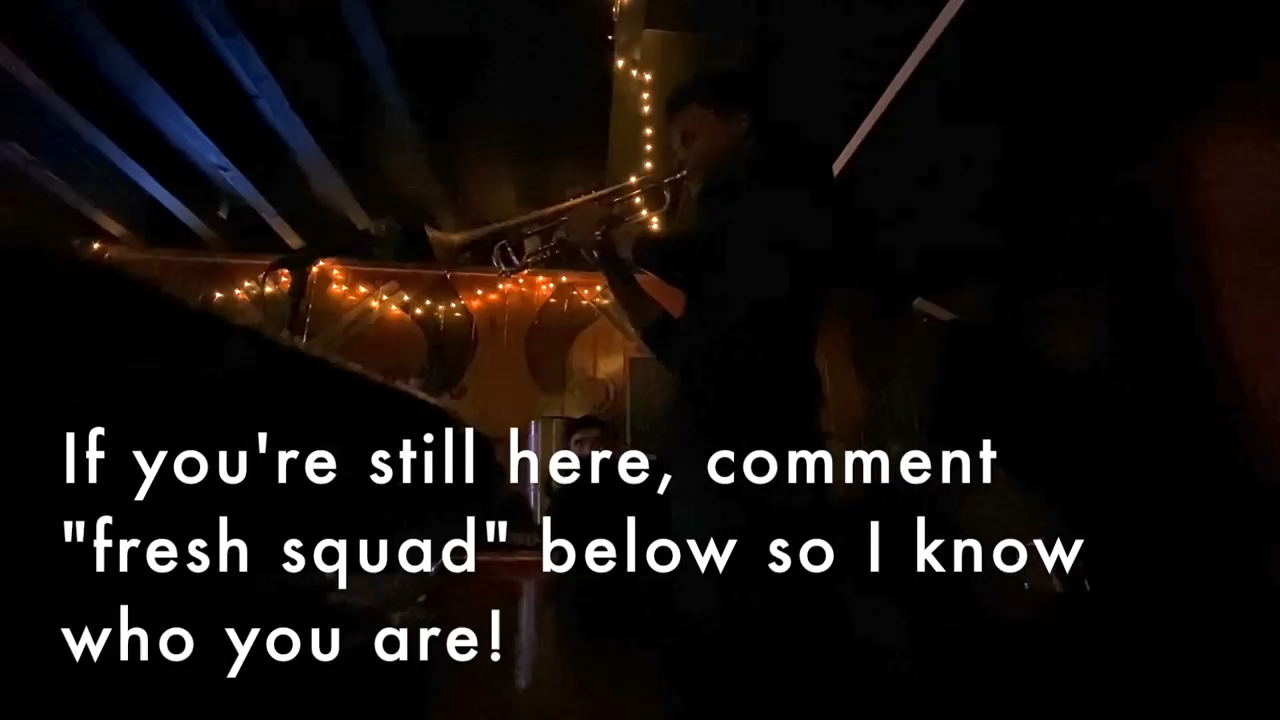 If you're still here, comment
"fresh squad" below so I know
who you are!